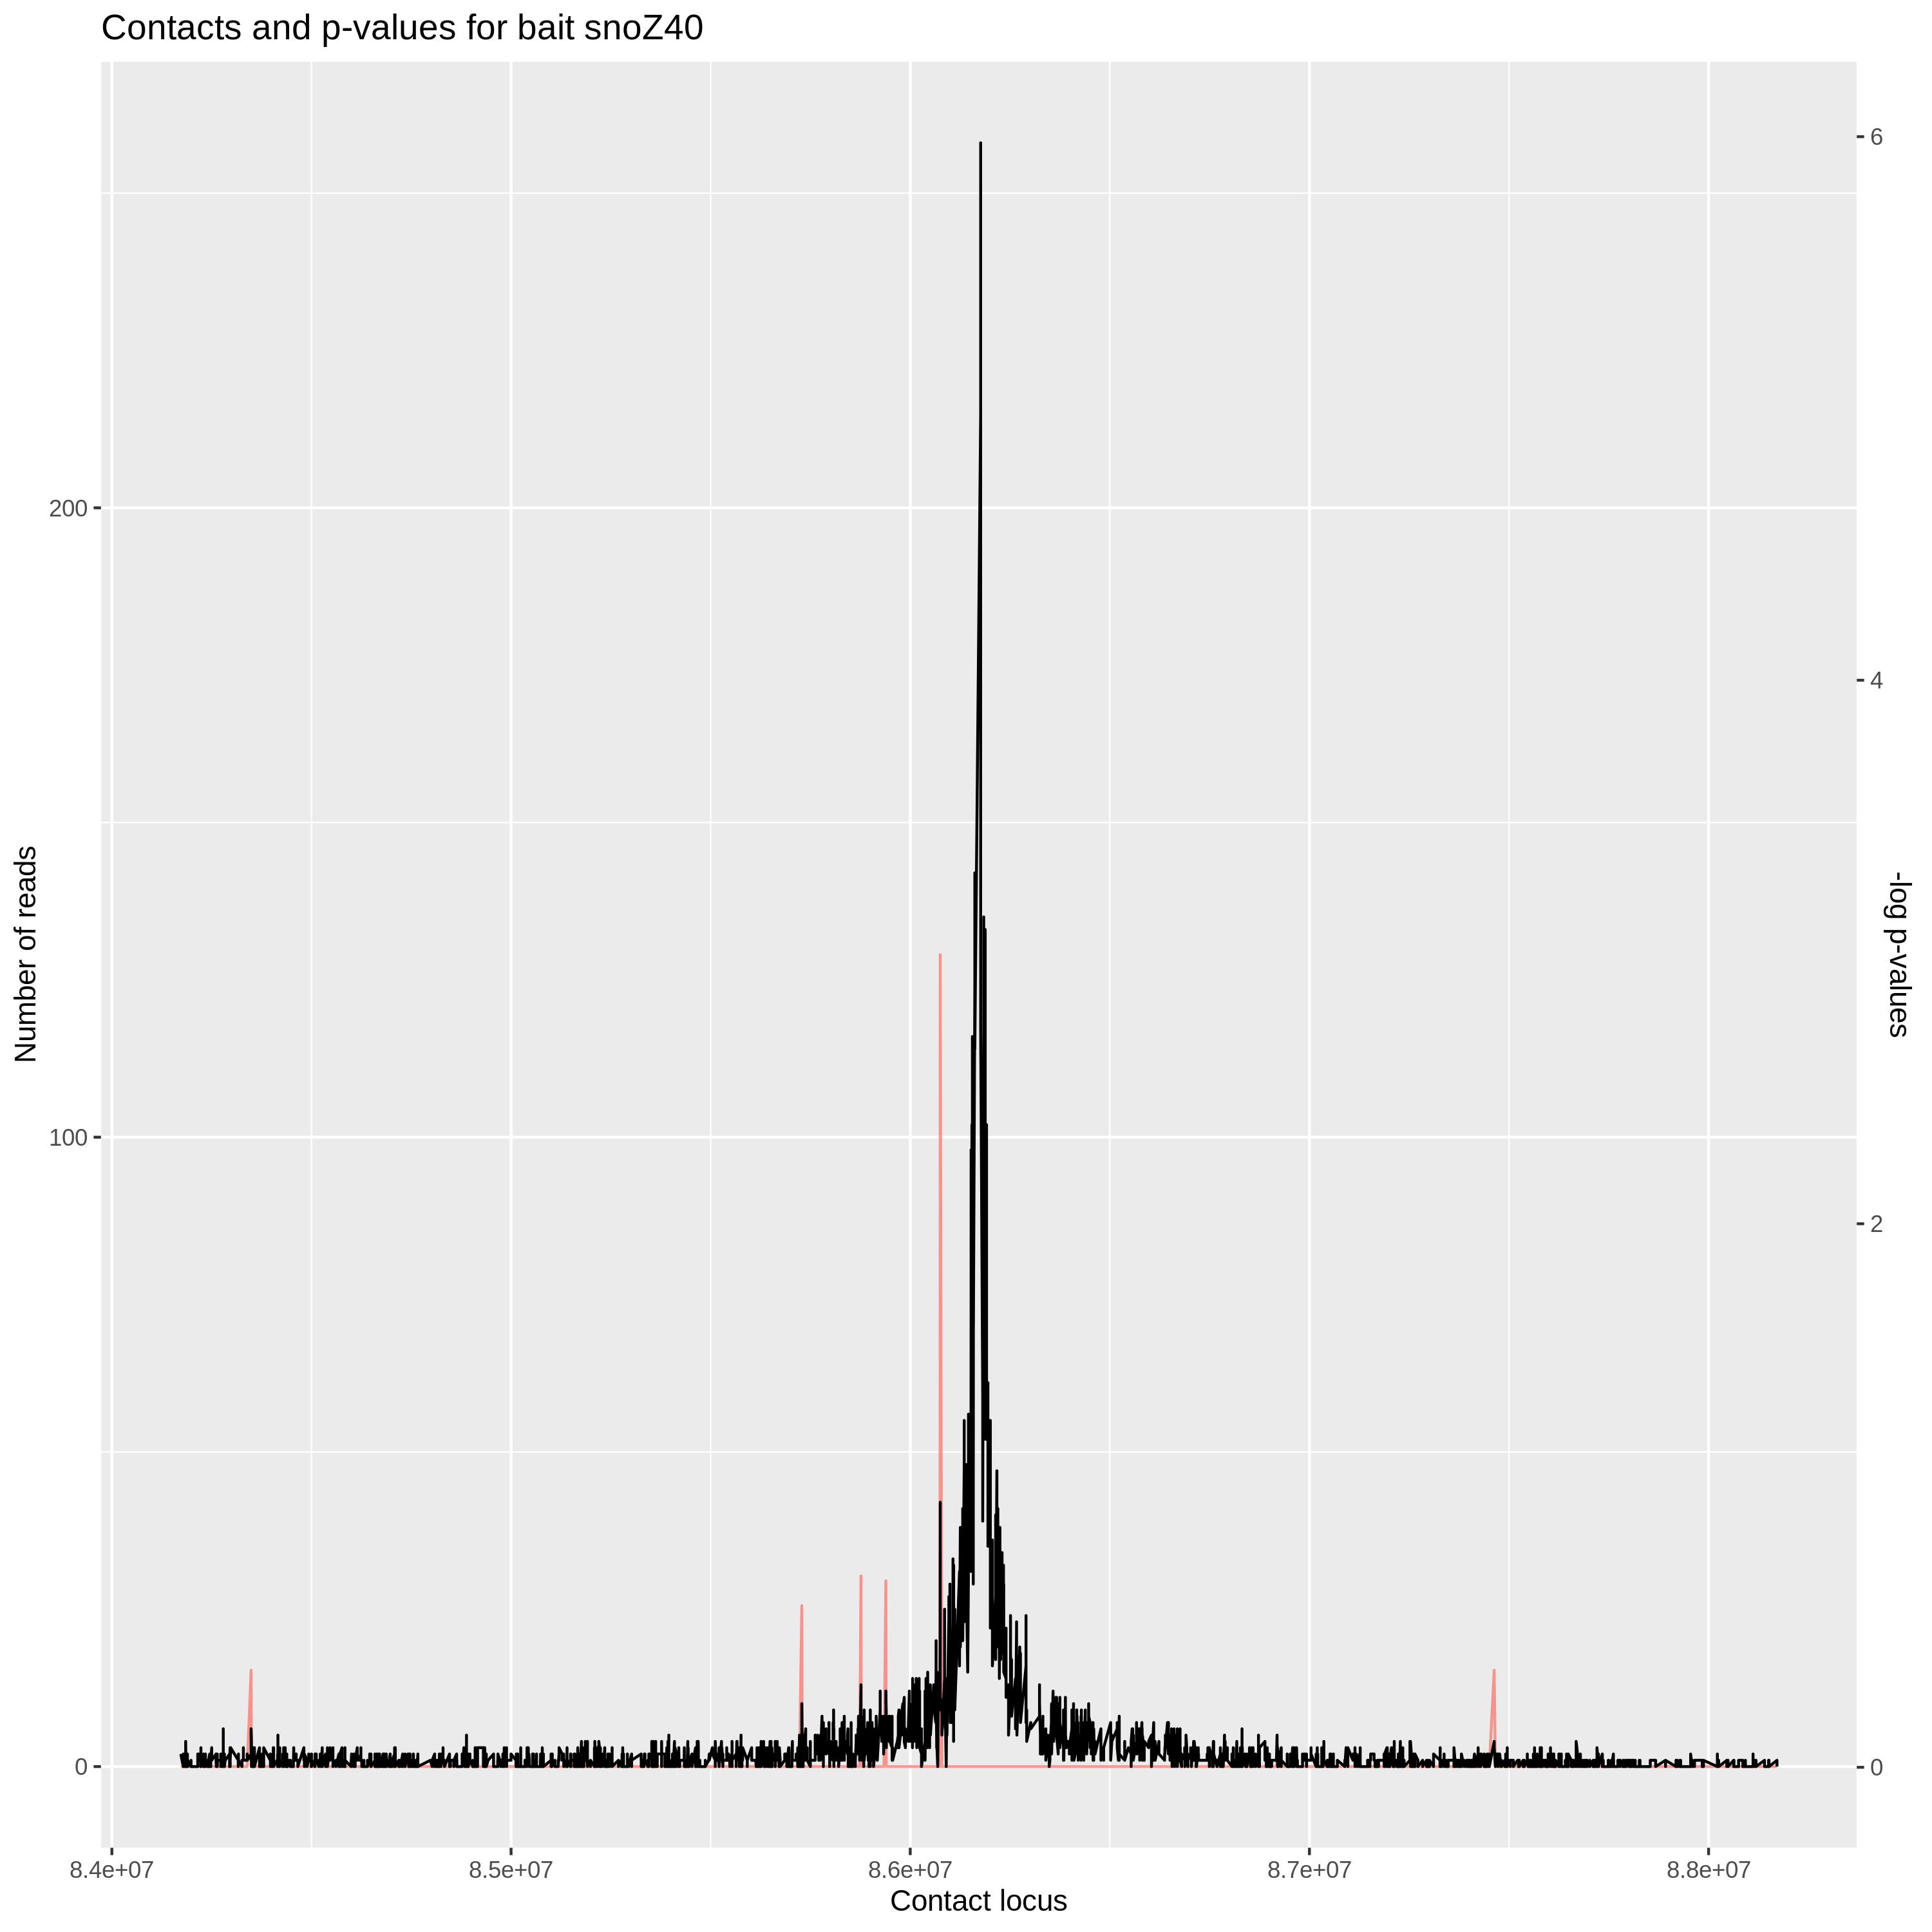 Contacts and p-values for bait snoZ40
Number of reads
200
100
0
6
4
2
0
-log p-values
8.4e+07 8.5e+07 8.6e+07 8.7e+07 8.8e+07
Contact locus